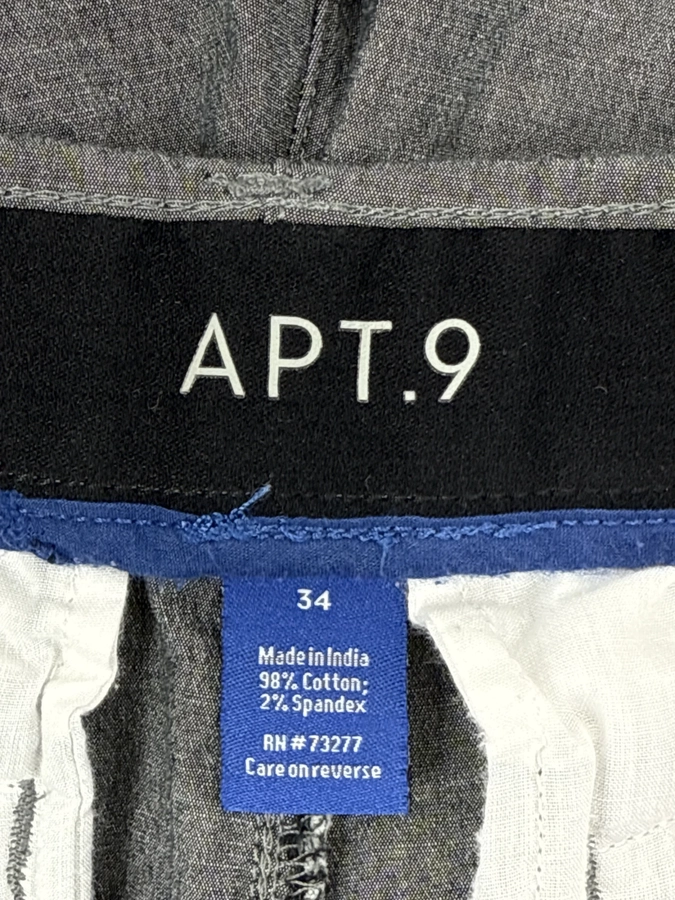 APT.9
34
Made in India
98% Cotton;
2% Spandex
RN # 73277
Care on reverse